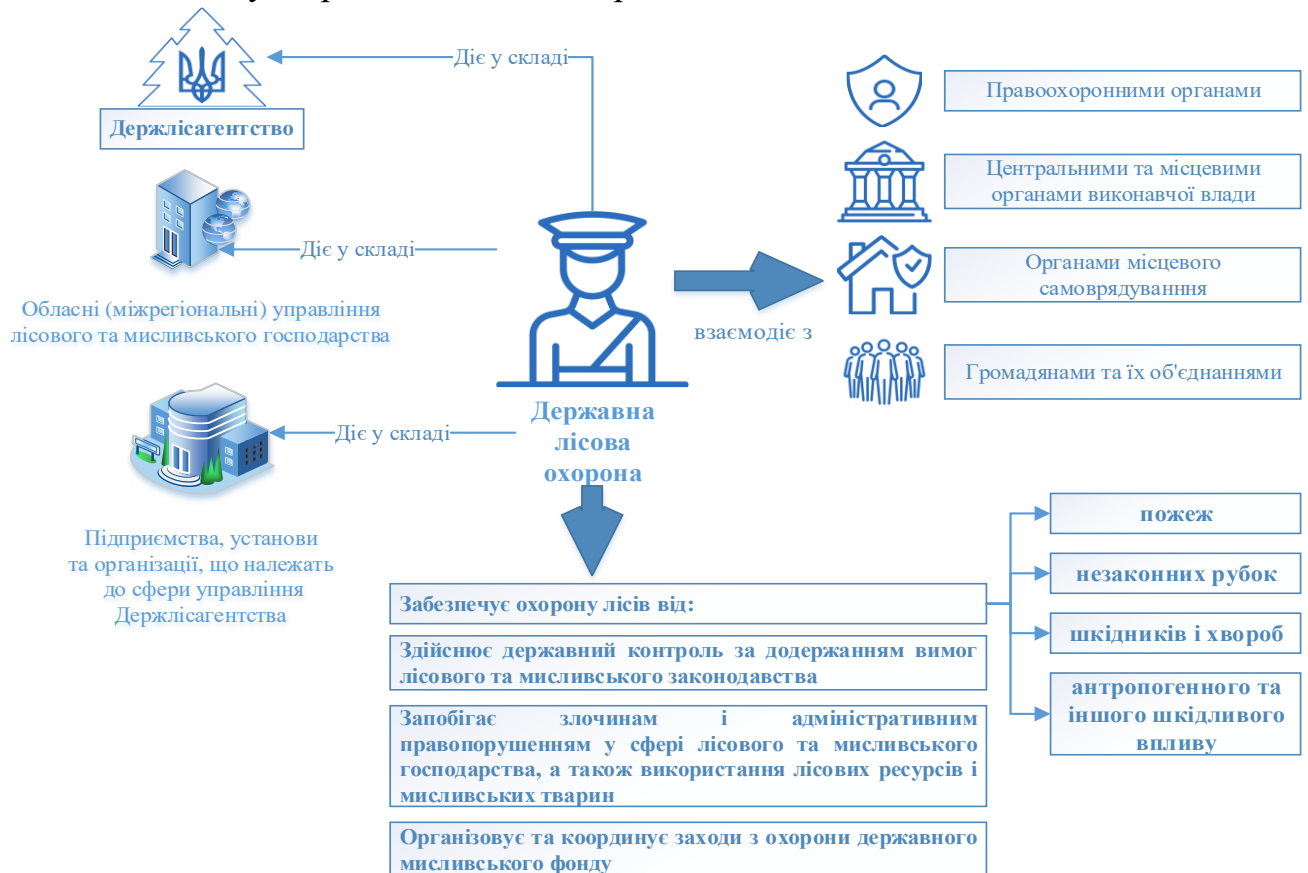 Діє у складі
Держлісагентство
Діє у складі
Обласні (міжрегіональні) управління
лісового та мисливського господарства
Діє у складі
Підприємства, установи
та організації, що належать
до сфери управління
Держлісагентства
Державна
лісова
охорона
взаємодіє з
Правоохоронними органами
Центральними та місцевими
органами виконавчої влади
Органами місцевого
самоврядуванння
Громадянами та їх об'єднаннями
Забезпечує охорону лісів від:
пожеж
незаконних рубок
шкідників і хвороб
антропогенного та
іншого шкідливого
впливу
Здійснює державний контроль за додержанням вимог
лісового та мисливського законодавства
Запобігає злочинам і адміністративним
правопорушенням у сфері лісового та мисливського
господарства, а також використання лісових ресурсів і
мисливських тварин
Організовує та координує заходи з охорони державного
мисливського фонду